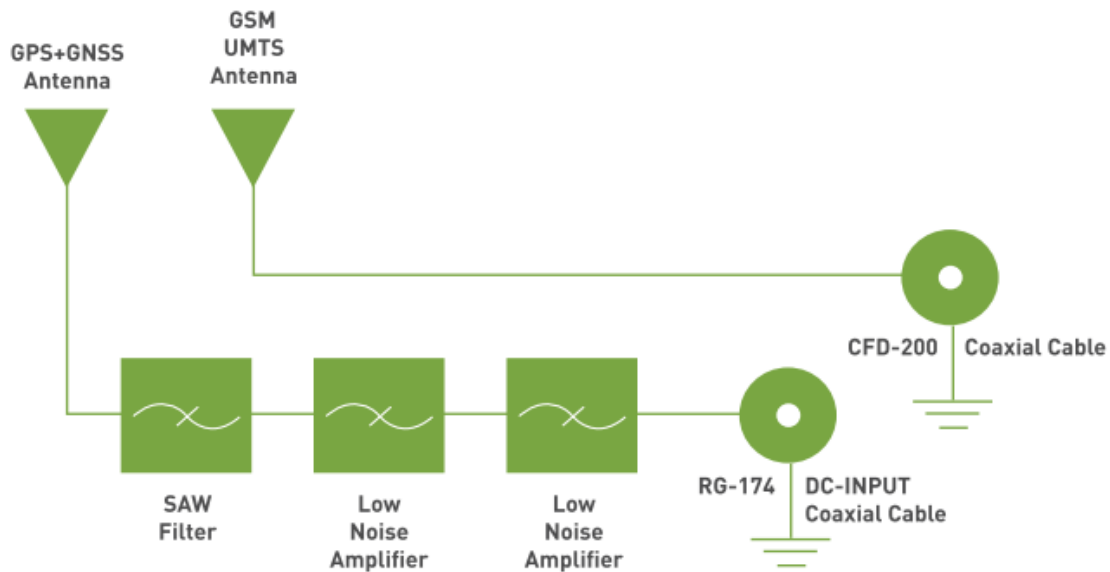 GPS+GNSS
Antenna
GSM
UMTS
Antenna
CFD-200
Coaxial Cable
SAW
Filter
Low
Noise
Amplifier
Low
Noise
Amplifier
RG-174
DC-INPUT
Coaxial Cable